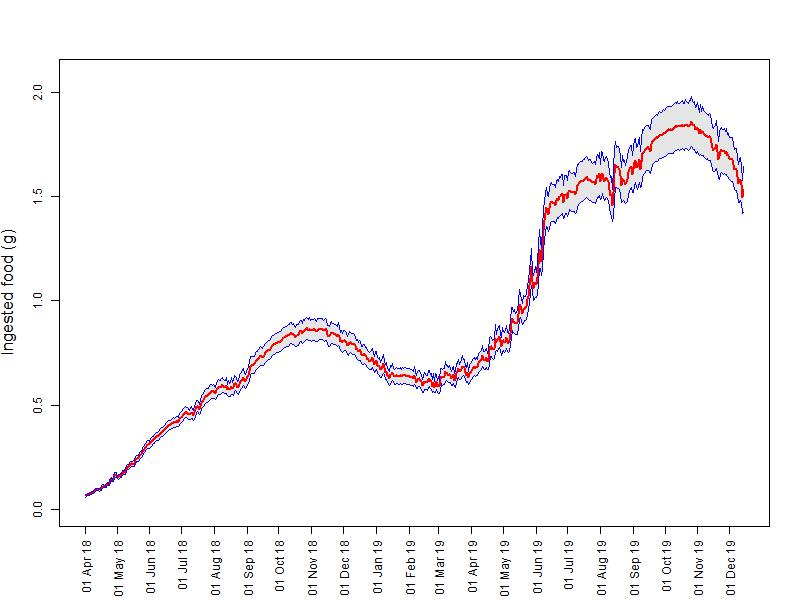 Ingested food (g)
2.0
1.5
1.0
0.5
0.0
01 Apr 18
01 May 18
01 Jun 18
01 Jul 18
01 Aug 18
01 Sep 18
01 Oct 18
01 Nov 18
01 Dec 18
01 Jan 19
01 Feb 19
01 Mar 19
01 Apr 19
01 May 19
01 Jun 19
01 Jul 19
01 Aug 19
01 Sep 19
01 Oct 19
01 Nov 19
01 Dec 19